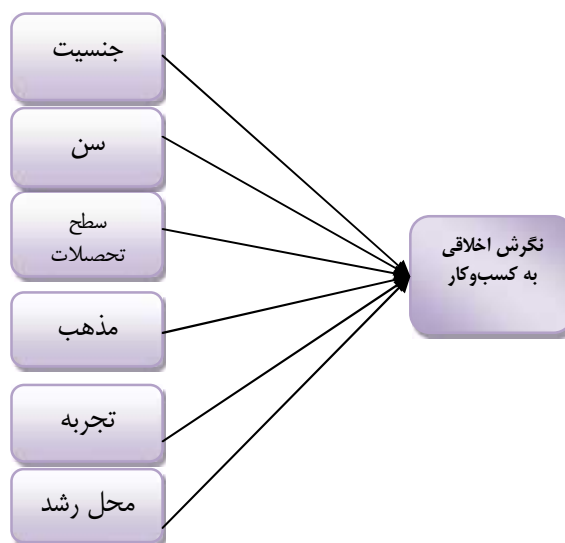 جنسیت
سن
سطح
تحصیلات
مذهب
تجربه
محل رشد
نگرش اخلاقی
به کسب‌وکار